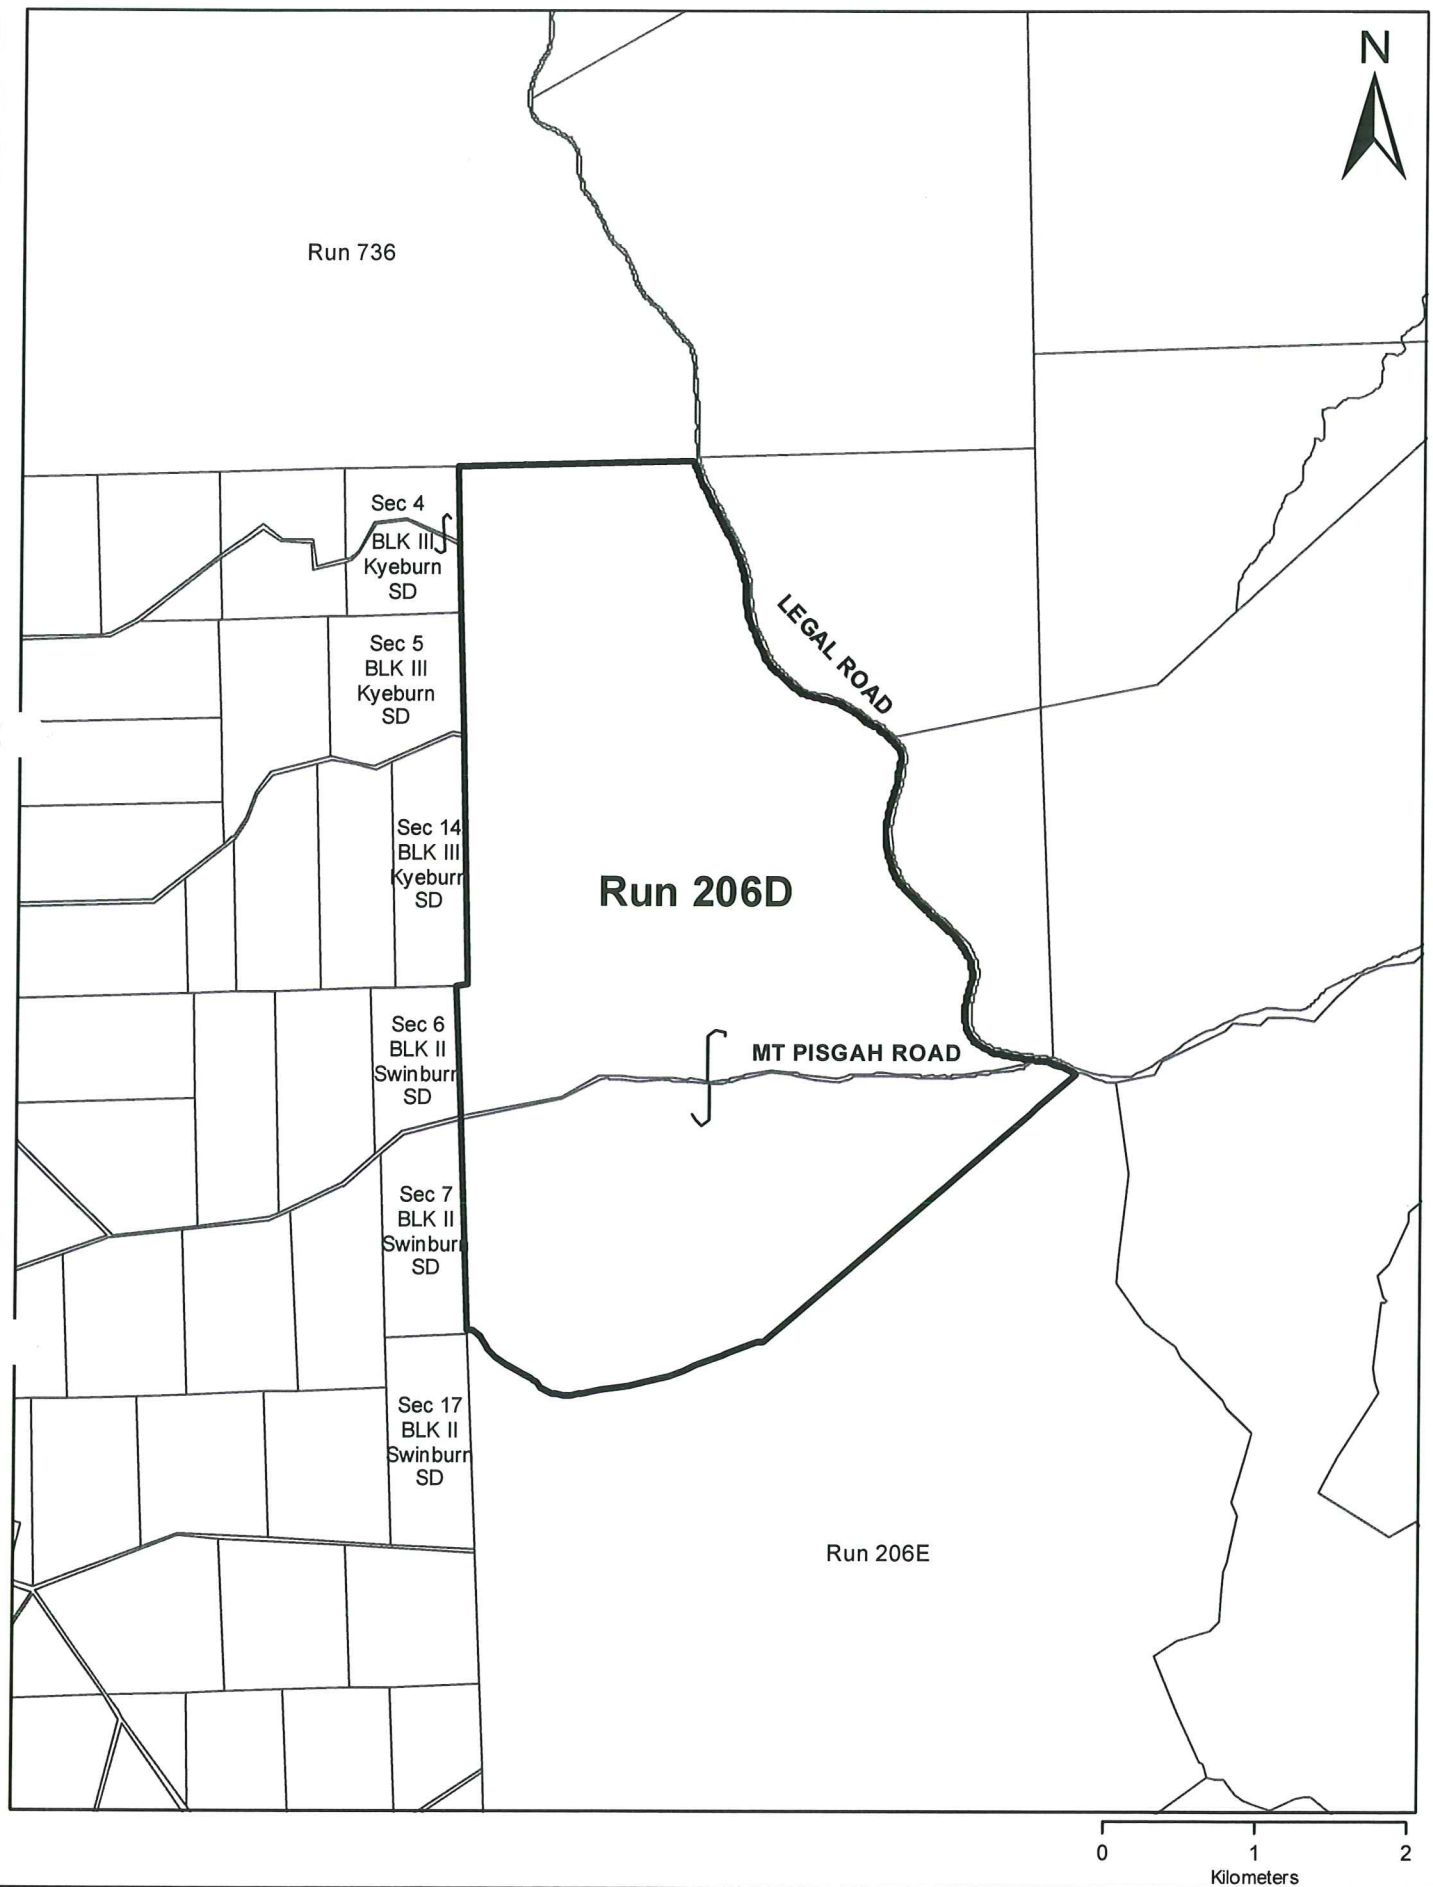 N
Run 736
Sec 4
BLK III
Kyeburn
SD
Sec 5
BLK III
Kyeburn
SD
LEGAL ROAD
Sec 14
BLK III
Kyeburn
SD
Run 206D
Sec 6
BLK II
Swinburn
SD
MT PISGAH ROAD
Sec 7
BLK II
Swinburn
SD
Sec 17
BLK II
Swinburn
SD
Run 206E
0 1 2
Kilometers